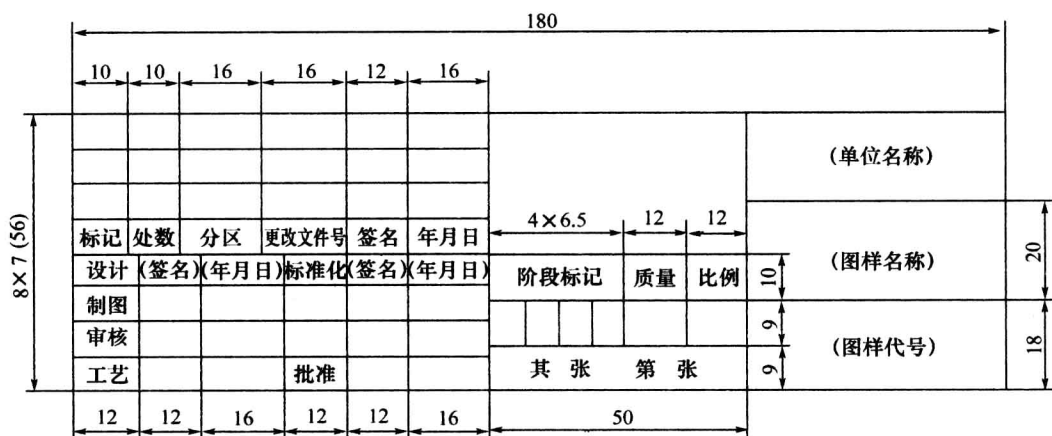 180
10 10 16 16 12 16
(单位名称)
8×7 (56)
4×6.5 12 12
标记 处数 分区 更改文件号 签名 年月日
设计 (签名) (年月日) 标准化 (签名) (年月日)
阶段标记 质量 比例
10
(图样名称)
20
制图
9
审核
(图样代号)
18
工艺 批准
其 张 第 张
9
12 12 16 12 12 16 50